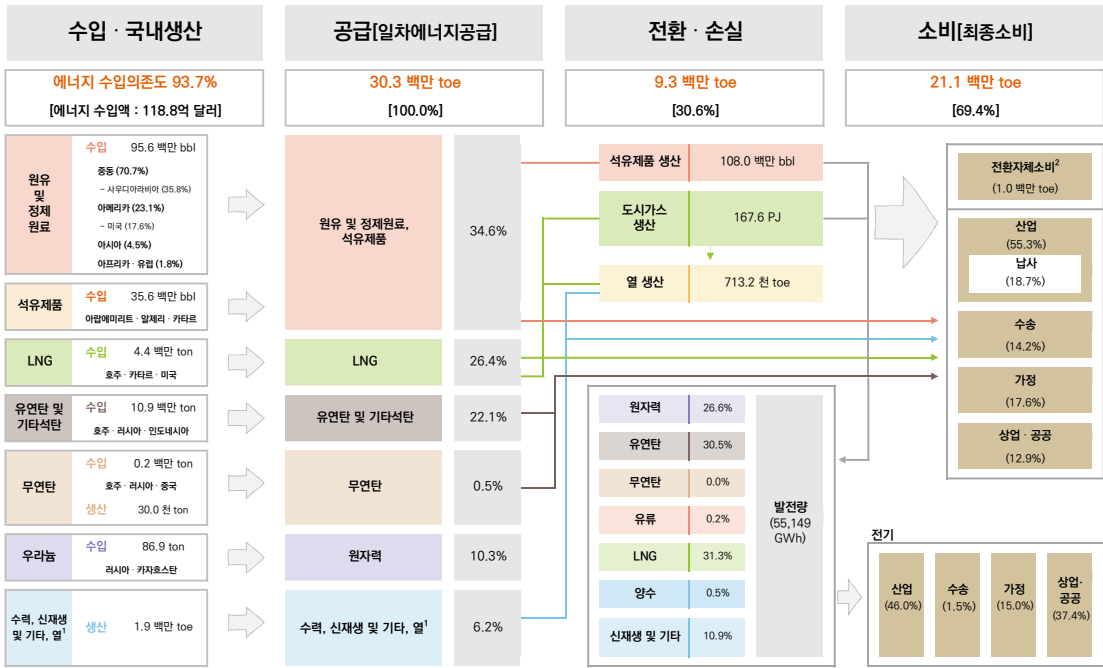 수입 · 국내생산
공급[일차에너지공급]
전환 · 손실
소비[최종소비]
에너지 수입의존도 93.7%
[에너지 수입액 : 118.8억 달러]
30.3 백만 toe
[100.0%]
9.3 백만 toe
[30.6%]
21.1 백만 toe
[69.4%]
원유
및
정제
원료
수입 95.6 백만 bbl
중동 (70.7%)
– 사우디아라비아 (35.8%)
아메리카 (23.1%)
– 미국 (17.6%)
아시아 (4.5%)
아프리카 · 유럽 (1.8%)
석유제품
수입 35.6 백만 bbl
아랍에미리트 · 알제리 · 카타르
LNG
수입 4.4 백만 ton
호주 · 카타르 · 미국
유연탄 및
기타석탄
수입 10.9 백만 ton
호주 · 러시아 · 인도네시아
무연탄
수입 0.2 백만 ton
호주 · 러시아 · 중국
생산 30.0 천 ton
우라늄
수입 86.9 ton
러시아 · 카자흐스탄
수력, 신재생
및 기타, 열1
생산 1.9 백만 toe
원유 및 정제원료,
석유제품
34.6%
LNG 26.4%
유연탄 및 기타석탄 22.1%
무연탄 0.5%
원자력 10.3%
수력, 신재생 및 기타, 열1 6.2%
석유제품 생산 108.0 백만 bbl
도시가스
생산
167.6 PJ
열 생산 713.2 천 toe
원자력 26.6%
유연탄 30.5%
무연탄 0.0%
유류 0.2%
LNG 31.3%
양수 0.5%
신재생 및 기타 10.9%
발전량
(55,149
GWh)
전환자체소비2
(1.0 백만 toe)
산업
(55.3%)
납사
(18.7%)
수송
(14.2%)
가정
(17.6%)
상업 · 공공
(12.9%)
전기
산업
(46.0%)
수송
(1.5%)
가정
(15.0%)
상업·
공공
(37.4%)